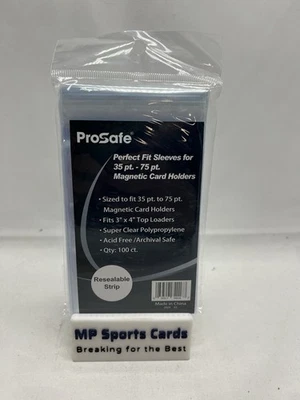 ProSafe
Perfect Fit Sleeves for
35 pt. - 75 pt.
Magnetic Card Holders
• Sized to fit 35 pt. to 75 pt.
Magnetic Card Holders
• Fits 3" x 4" Top Loaders
• Super Clear Polypropylene
• Acid Free /Archival Safe
• Qty: 100 ct.
Resealable
Strip
Made in China
MP Sports Cards
Breaking for the Best